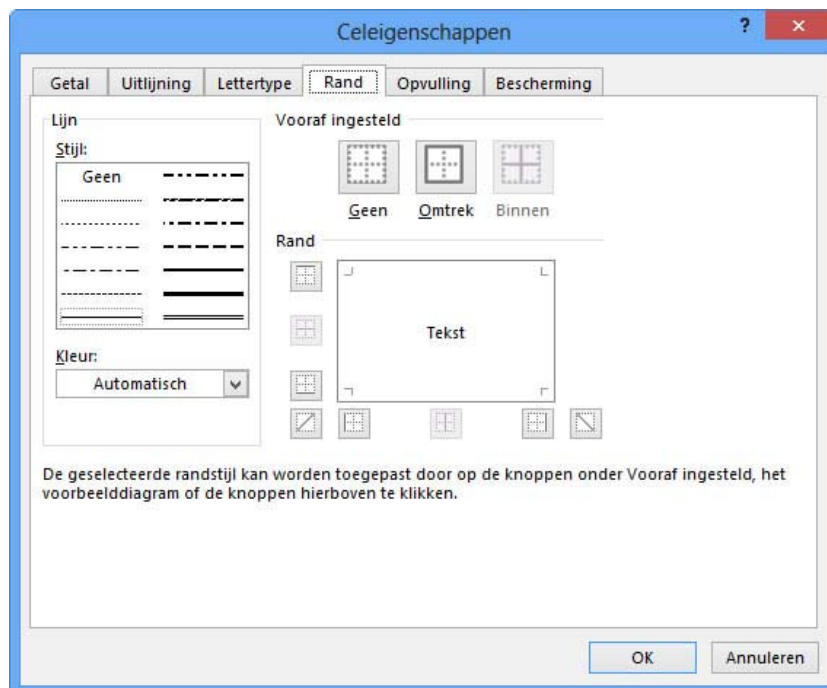 Celeigenschappen ?
Getal Uitlijning Lettertype Rand Opvulling Bescherming
Lijn
Stijl:
Geen
Kleur:
Automatisch
Vooraf ingesteld
Geen Omtrek Binnen
Rand
Tekst
De geselecteerde randstijl kan worden toegepast door op de knoppen onder Vooraf ingesteld, het
voorbeelddiagram of de knoppen hierboven te klikken.
OK Annuleren